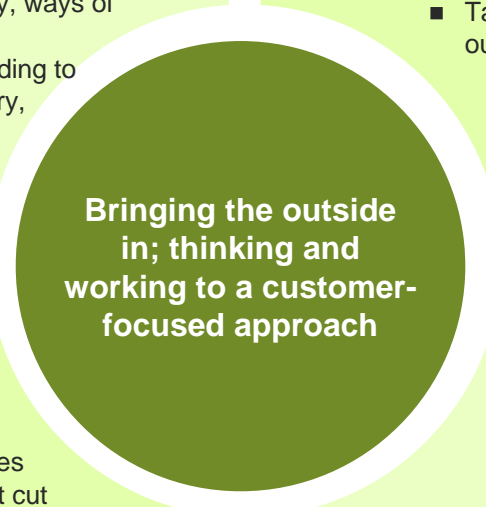 ways of
ding to
ry,
■ Ta
ou
Bringing the outside
in; thinking and
working to a customer-
focused approach
es
t cut